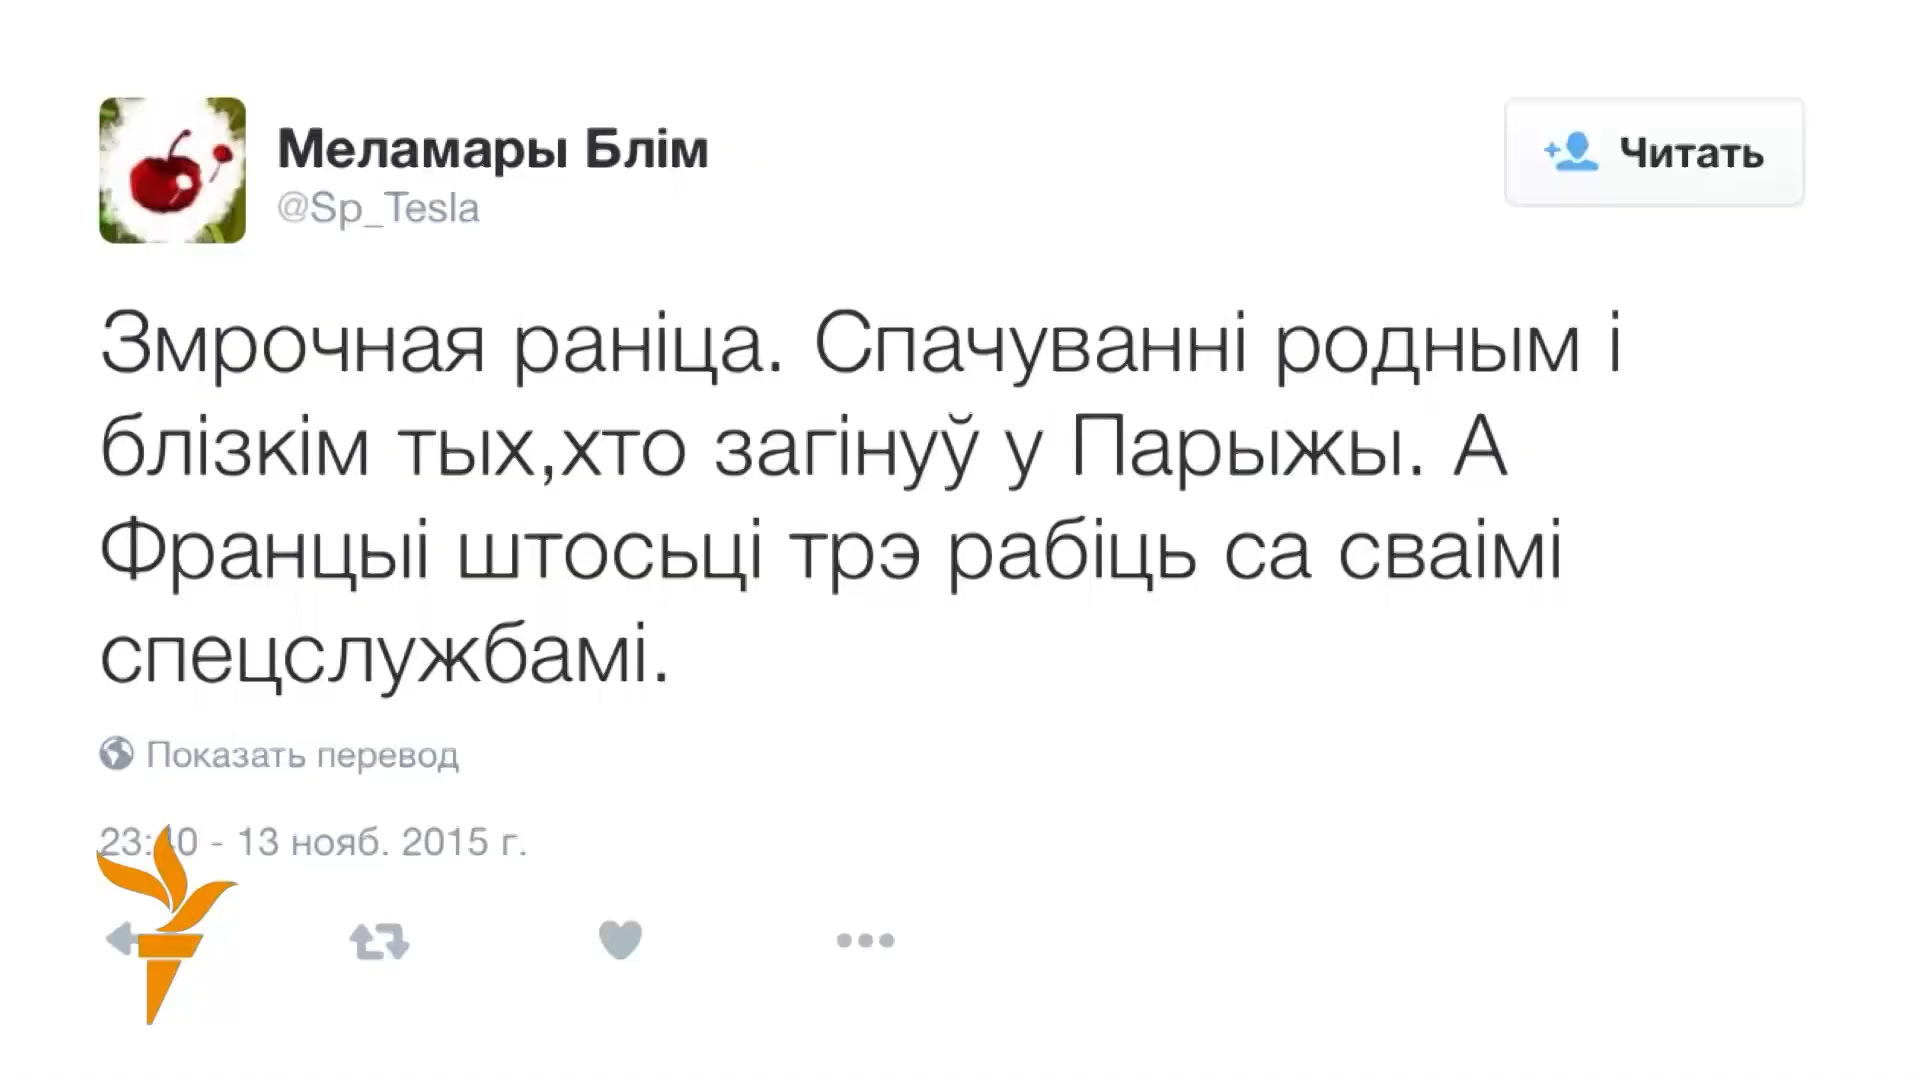 Меламары Блім
@Sp_Tesla
Читать
Змрочная раніца. Спачуванні родным і
блізкім тых,хто загінуў у Парыжы. А
Францыі штосьці трэ рабіць са сваімі
спецслужбамі.
Показать перевод
- 13 нояб. 2015 г.